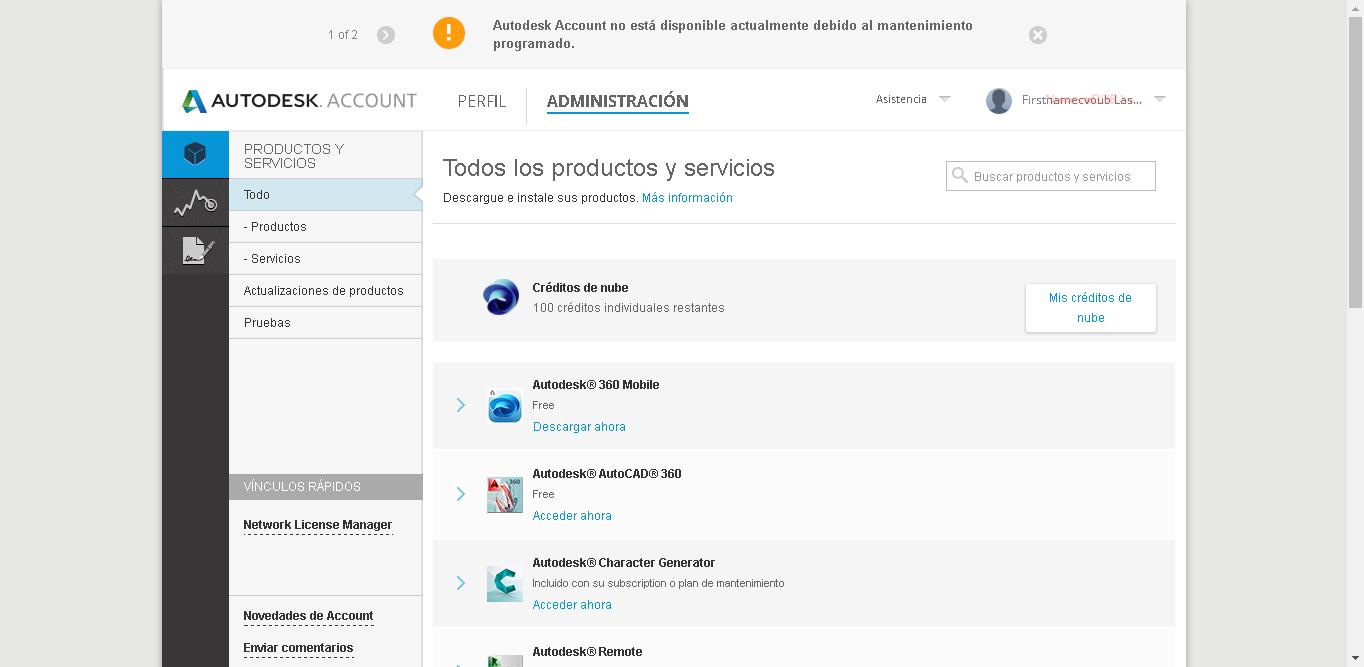 1 of 2
Autodesk Account no está disponible actualmente debido al mantenimiento
programado.
AUTODESK. ACCOUNT
PERFIL
ADMINISTRACIÓN
Asistencia
PRODUCTOS Y
SERVICIOS
Todo
- Productos
- Servicios
Actualizaciones de productos
Pruebas
VÍNCULOS RÁPIDOS
Network License Manager
Novedades de Account
Enviar comentarios
Todos los productos y servicios
Buscar productos y servicios
Descargue e instale sus productos. Más información
Créditos de nube
100 créditos individuales restantes
Mis créditos de
nube
Autodesk® 360 Mobile
Free
Descargar ahora
Autodesk® AutoCAD® 360
Free
Acceder ahora
Autodesk® Character Generator
Incluido con su subscription o plan de mantenimiento
Acceder ahora
Autodesk® Remote